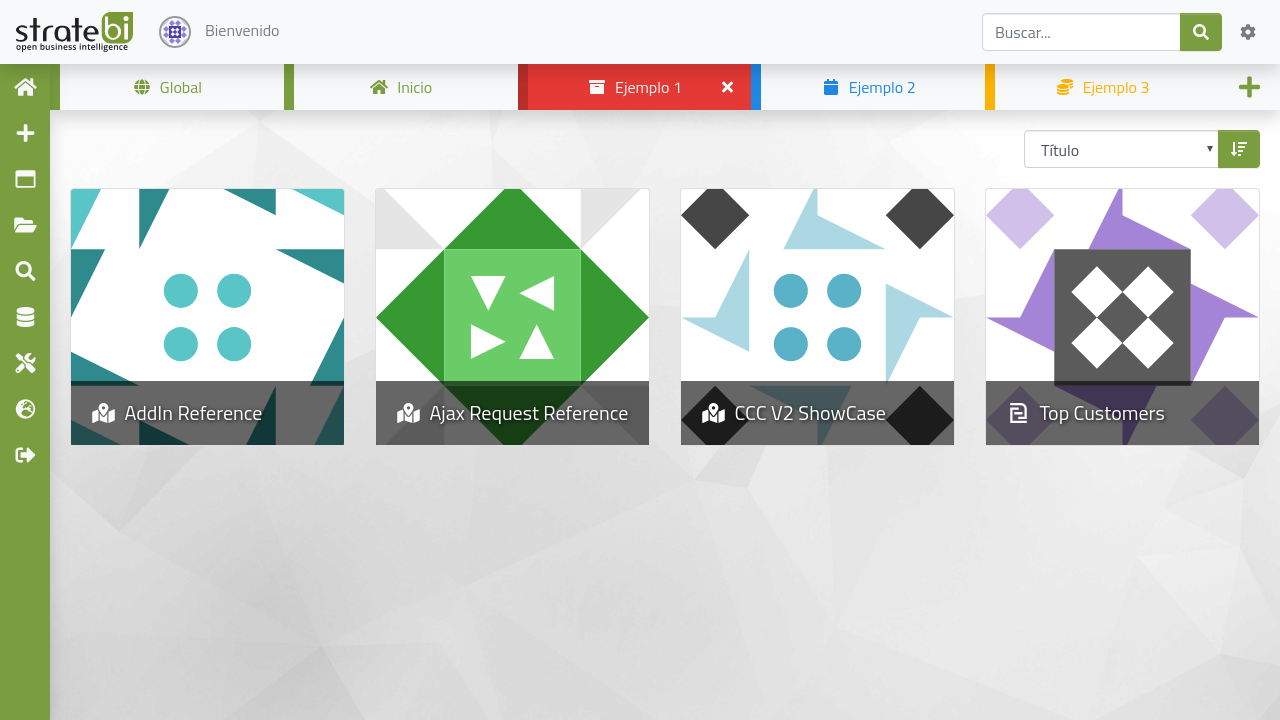 stratebi
open business intelligence
Bienvenido
Buscar...
Global
Inicio
Ejemplo 1
Ejemplo 2
Ejemplo 3
Título
AddIn Reference
Ajax Request Reference
CCC V2 ShowCase
Top Customers